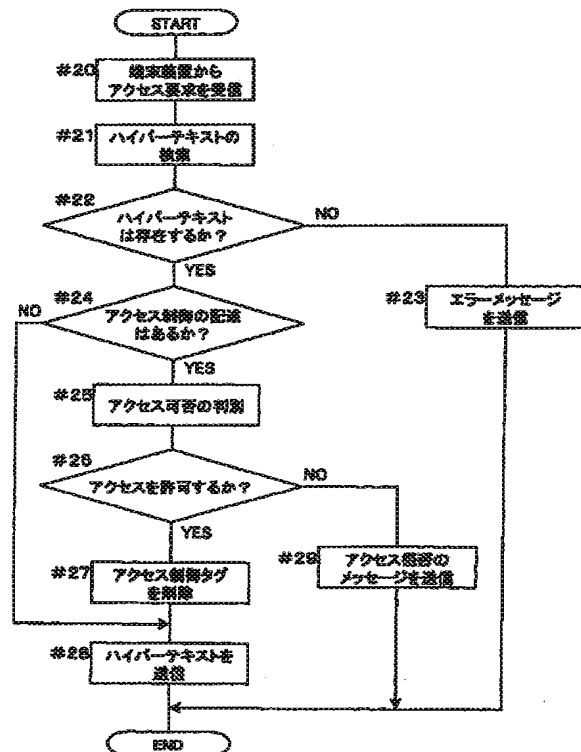 START
#20
端末装置から
アクセス要求を受信
#21
ハイパーテキストの
検索
#22
ハイパーテキスト
は存在するか？
NO
YES
#23
エラーメッセージ
を送信
#24
NO
アクセス制御の記述
はあるか？
YES
#25
アクセス可否の判別
#26
アクセスを許可するか？
NO
YES
#29
アクセス拒否の
メッセージを送信
#27
アクセス制御タグ
を削除
#28
ハイパーテキストを
送信
END